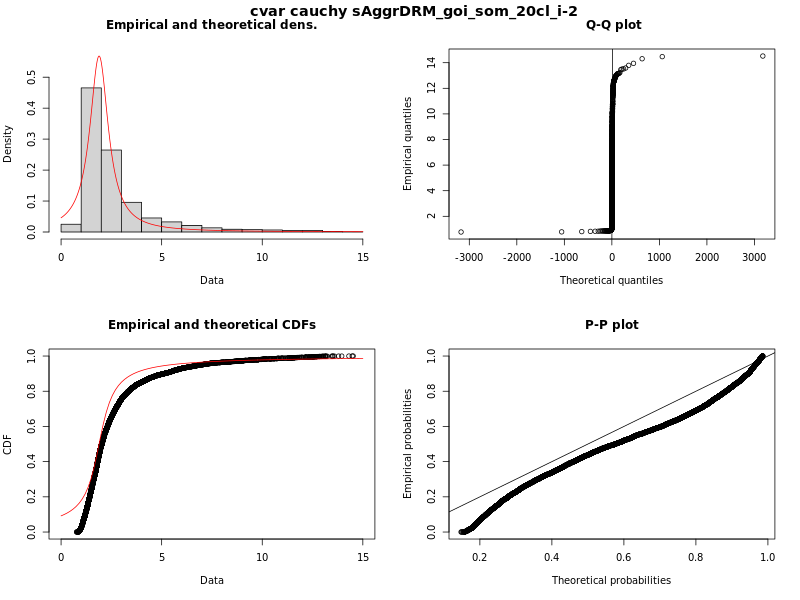 cvar cauchy sAggrDRM_goi_som_20cl_i-2
Empirical and theoretical dens.
Density
0.0 0.1 0.2 0.3 0.4 0.5
0 5 10 15
Data
Q-Q plot
Empirical quantiles
2 4 6 8 10 12 14
-3000 -2000 -1000 0 1000 2000 3000
Theoretical quantiles
Empirical and theoretical CDFs
CDF
0.0 0.2 0.4 0.6 0.8 1.0
0 5 10 15
Data
P-P plot
Empirical probabilities
0.0 0.2 0.4 0.6 0.8 1.0
0.2 0.4 0.6 0.8 1.0
Theoretical probabilities